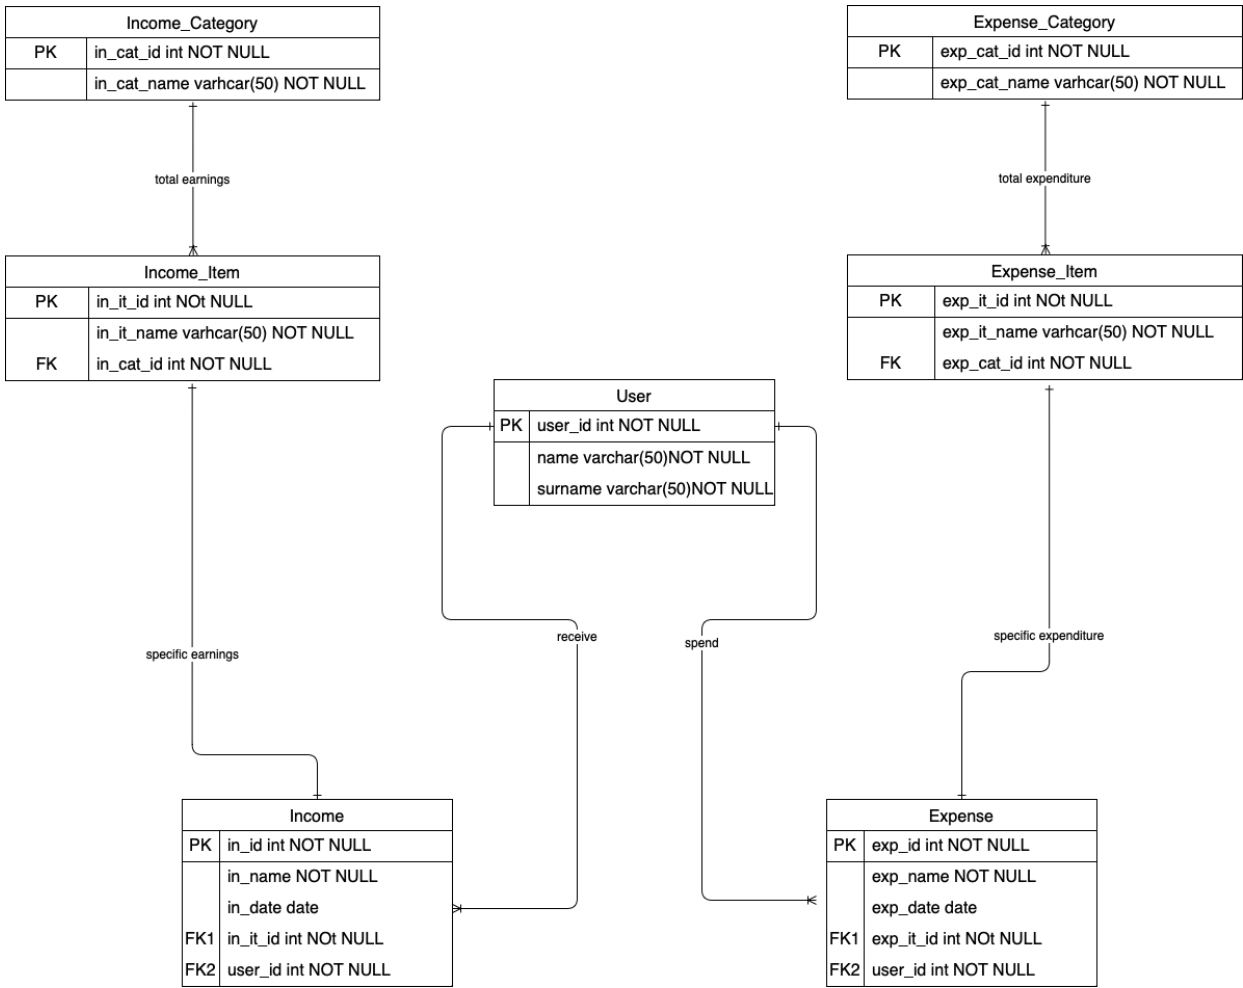 Income_Category
PK in_cat_id int NOT NULL
in_cat_name varhcar(50) NOT NULL
Expense_Category
PK exp_cat_id int NOT NULL
exp_cat_name varhcar(50) NOT NULL
total earnings
total expenditure
Income_Item
PK in_it_id int NOt NULL
in_it_name varhcar(50) NOT NULL
FK in_cat_id int NOT NULL
Expense_Item
PK exp_it_id int NOt NULL
exp_it_name varhcar(50) NOT NULL
FK exp_cat_id int NOT NULL
User
PK user_id int NOT NULL
name varchar(50)NOT NULL
surname varchar(50)NOT NULL
receive
spend
specific expenditure
specific earnings
Income
PK in_id int NOT NULL
in_name NOT NULL
in_date date
FK1 in_it_id int NOt NULL
FK2 user_id int NOT NULL
Expense
PK exp_id int NOT NULL
exp_name NOT NULL
exp_date date
FK1 exp_it_id int NOt NULL
FK2 user_id int NOT NULL